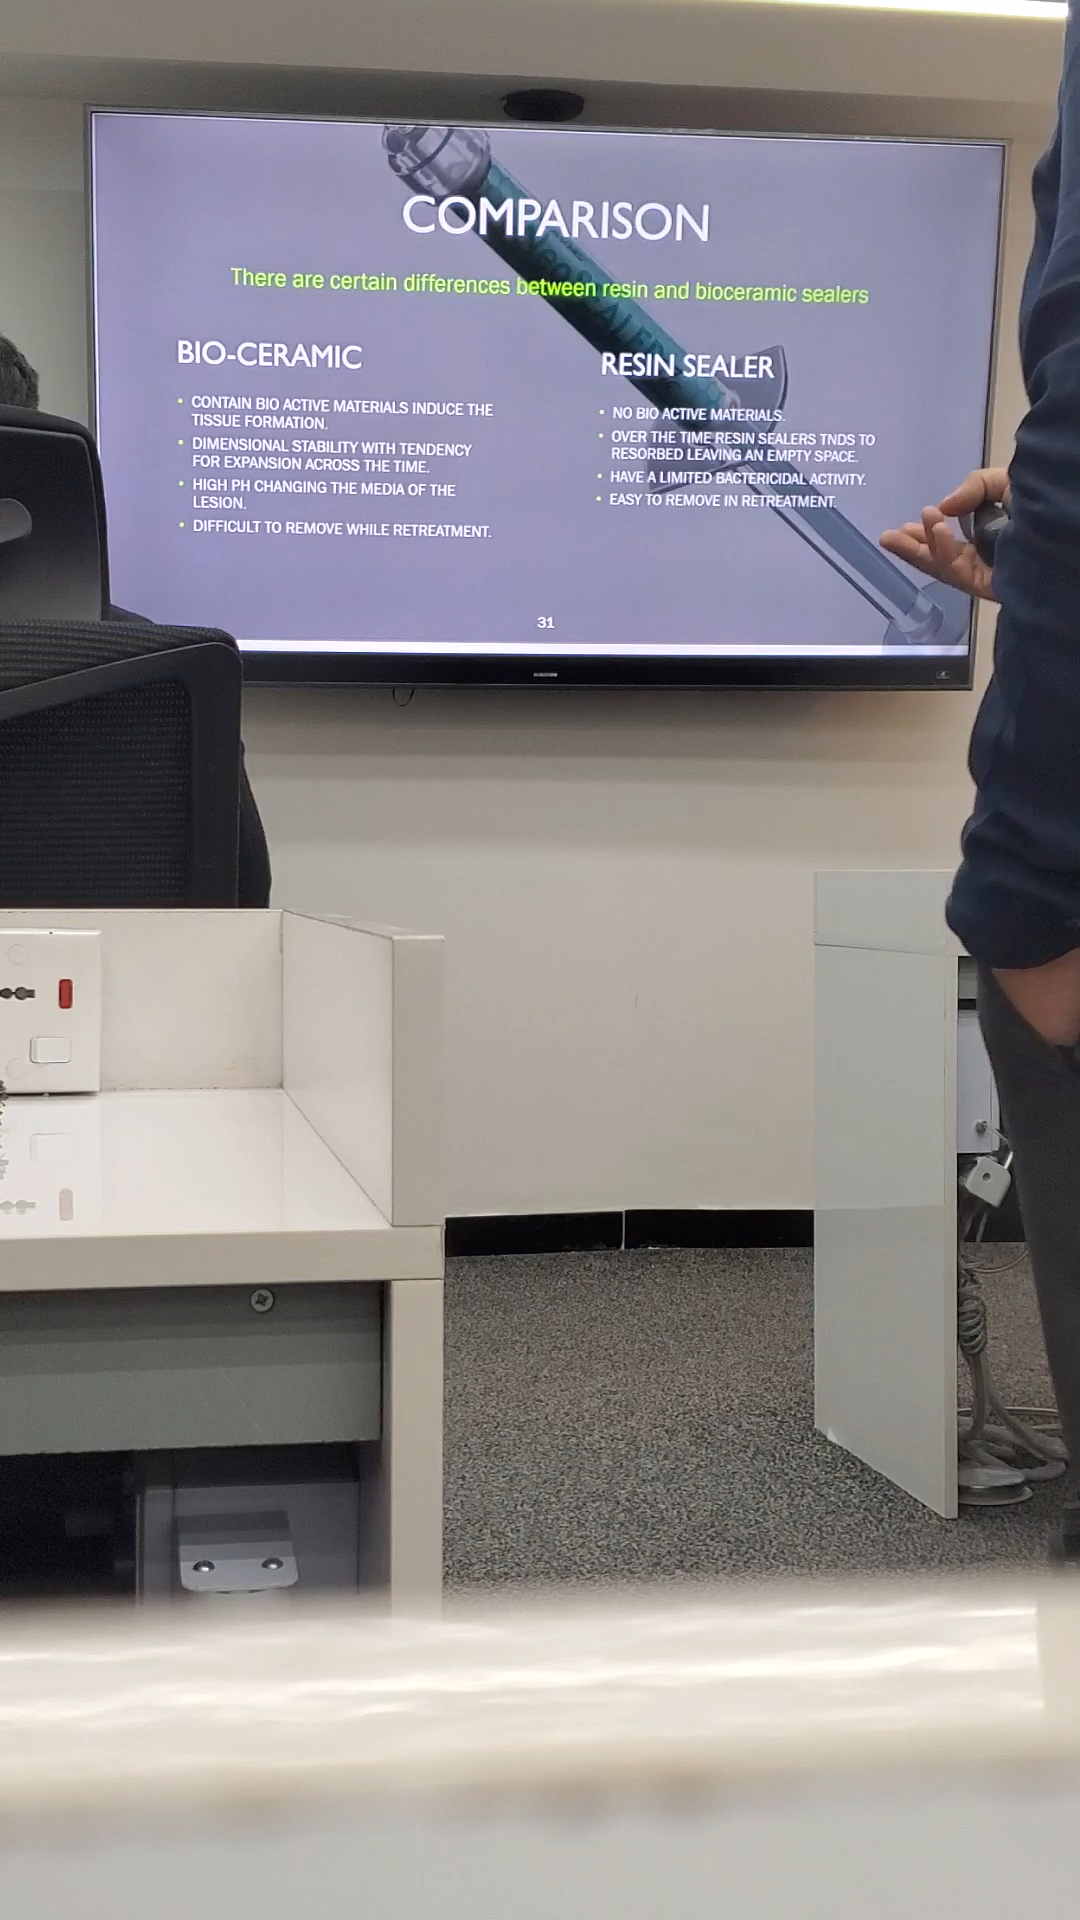 COMPARISON
There are certain differences between resin and bioceramic sealers
BIO-CERAMIC
• CONTAIN BIO ACTIVE MATERIALS INDUCE THE
TISSUE FORMATION.
• DIMENSIONAL STABILITY WITH TENDENCY
FOR EXPANSION ACROSS THE TIME.
• HIGH PH CHANGING THE MEDIA OF THE
LESION.
• DIFFICULT TO REMOVE WHILE RETREATMENT.
RESIN SEALER
• NO BIO ACTIVE MATERIALS.
• OVER THE TIME RESIN SEALERS TNDS TO
RESORBED LEAVING AN EMPTY SPACE.
• HAVE A LIMITED BACTERICIDAL ACTIVITY.
• EASY TO REMOVE IN RETREATMENT.
31